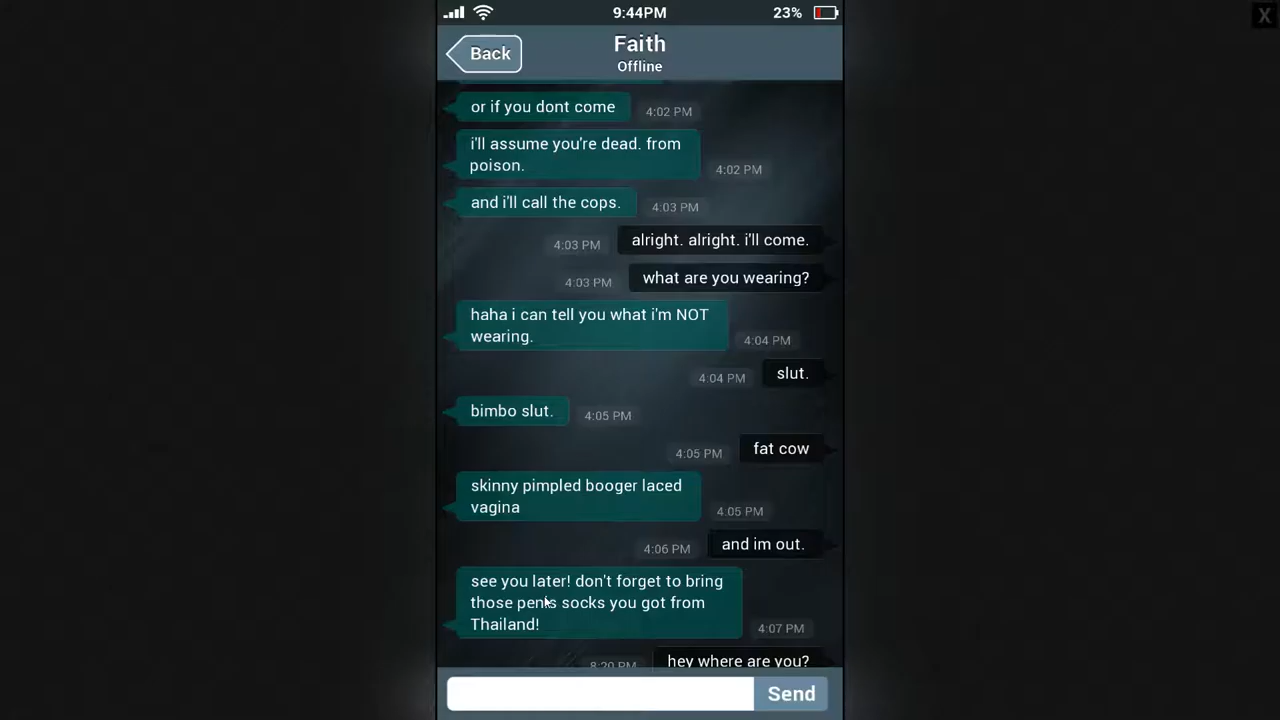 9:44PM
23%
X
Back
Faith
Offline
or if you dont come
4:02 PM
i'll assume you're dead. from
poison.
4:02 PM
and i'll call the cops.
4:03 PM
alright. alright. i'll come.
4:03 PM
what are you wearing?
4:03 PM
haha i can tell you what i'm NOT
wearing.
4:04 PM
slut.
4:04 PM
bimbo slut.
4:05 PM
fat cow
4:05 PM
skinny pimpled booger laced
vagina
4:05 PM
and im out.
4:06 PM
see you later! don't forget to bring
those penis socks you got from
Thailand!
4:07 PM
hey where are you?
8:20 PM
Send